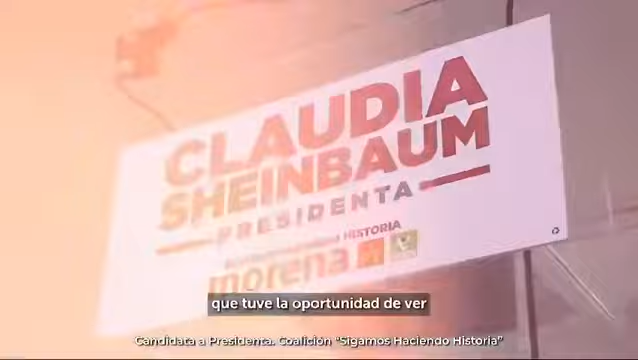 CLAUDIA
SHEINBAUM
PRESIDENTA
HISTORIA
morena
que tuve la oportunidad de ver
Candidata a Presidenta. Coalición "Sigamos Haciendo Historia"